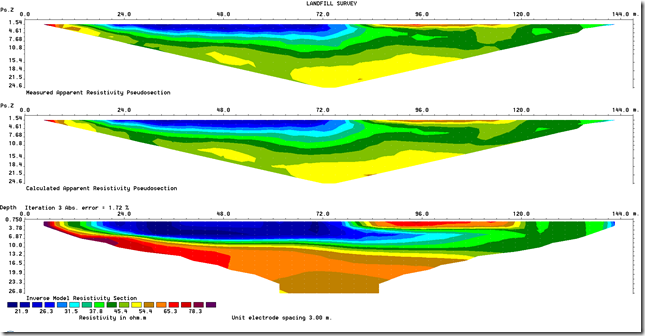 LANDFILL SURVEY
Ps.Z 0.0 24.0 48.0 72.0 96.0 120.0 144.0 m.
1.54
4.61
7.68
10.8
15.4
18.4
21.5
24.6
Measured Apparent Resistivity Pseudosection
Ps.Z 0.0 24.0 48.0 72.0 96.0 120.0 144.0 m.
1.54
4.61
7.68
10.8
15.4
18.4
21.5
24.6
Calculated Apparent Resistivity Pseudosection
Depth Iteration 3 Abs. error = 1.72 %
0.0 24.0 48.0 72.0 96.0 120.0 144.0 m.
0.750
3.78
6.87
10.0
13.2
16.5
19.9
23.3
26.8
Inverse Model Resistivity Section
21.9 26.3 31.5 37.8 45.4 54.4 65.3 78.3
Resistivity in ohm.m
Unit electrode spacing 3.00 m.